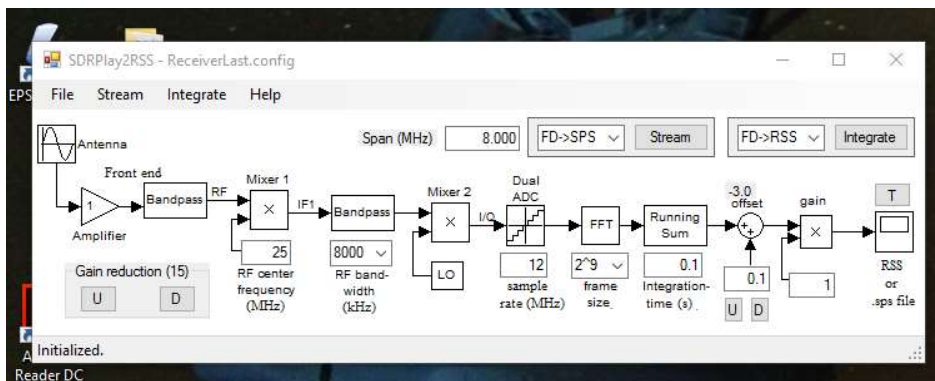 SDRPlay2RSS - ReceiverLast.config
EPS
File Stream Integrate Help
Antenna
Span (MHz) 8.000 FD->SPS Stream FD->RSS Integrate
Front end
Mixer 1
Mixer 2
Dual
ADC
-3.0
offset
gain
T
1
Bandpass
RF
×
IF1
Bandpass
×
I/Q
FFT
Running
Sum
++
×
Amplifier
25
8000
LO
12
2^9
0.1
0.1
1
RSS
or
.sps file
Gain reduction (15)
U D
RF center
frequency
(MHz)
RF band-
width
(kHz)
sample
rate (MHz)
frame
size
Integration-
time (s)
U D
Initialized.
A
Reader DC